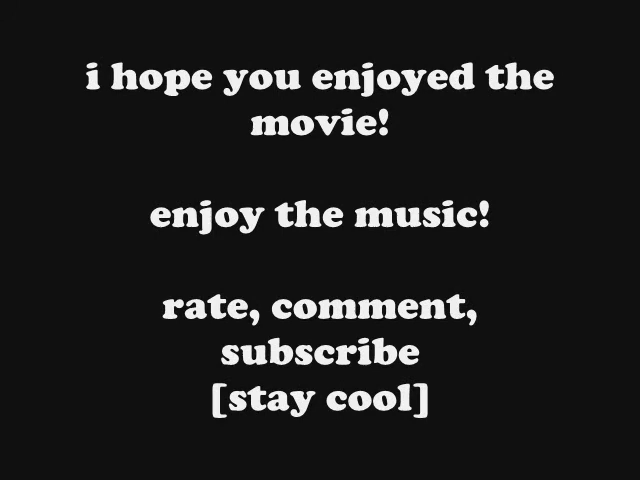 i hope you enjoyed the
movie!
enjoy the music!
rate, comment,
subscribe
[stay cool]